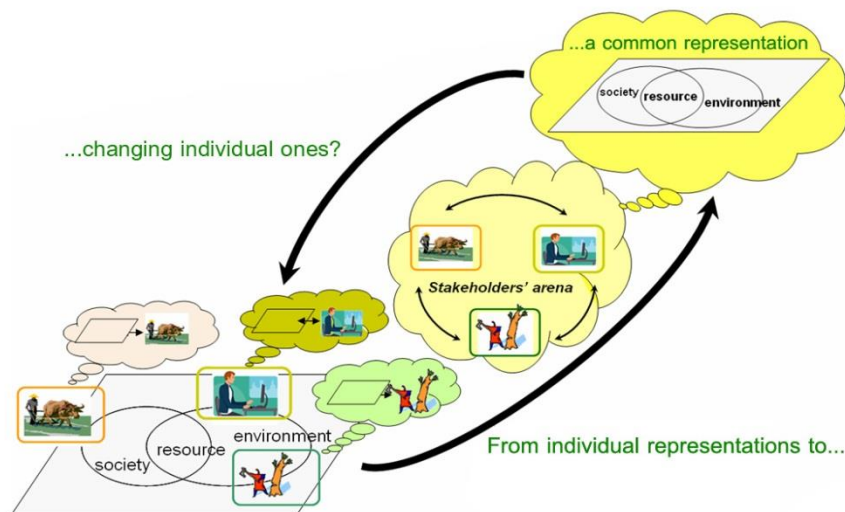 ...a common representation
society
resource
environment
...changing individual ones?
Stakeholders' arena
environment
resource
society
From individual representations to...